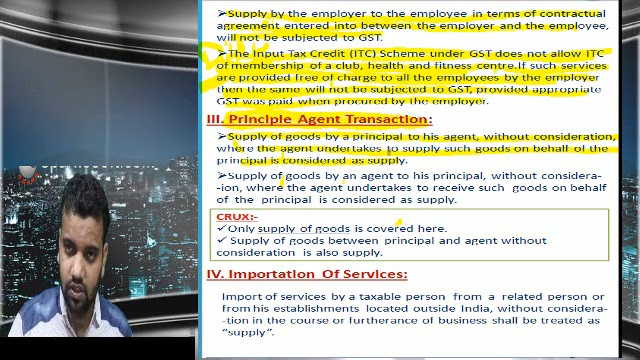 ➢Supply by the employer to the employee in terms of contractual
agreement entered into between the employer and the employee,
will not be subjected to GST.
➢The Input Tax Credit (ITC) Scheme under GST does not allow ITC
of membership of a club, health and fitness centre.If such services
are provided free of charge to all the employees by the employer
then the same will not be subjected to GST, provided appropriate
GST was paid when procured by the employer.
III. Principle Agent Transaction:
➢Supply of goods by a principal to his agent, without consideration,
where the agent undertakes to supply such goods on behalf of the
principal is considered as supply.
➢Supply of goods by an agent to his principal, without considera-
-ion, where the agent undertakes to receive such goods on behalf
of the principal is considered as supply.
CRUX:-
✓ Only supply of goods is covered here.
✓ Supply of goods between principal and agent without
consideration is also supply.
IV. Importation Of Services:
Import of services by a taxable person from a related person or
from his establishments located outside India, without considera-
-ation in the course or furtherance of business shall be treated as
“supply”.